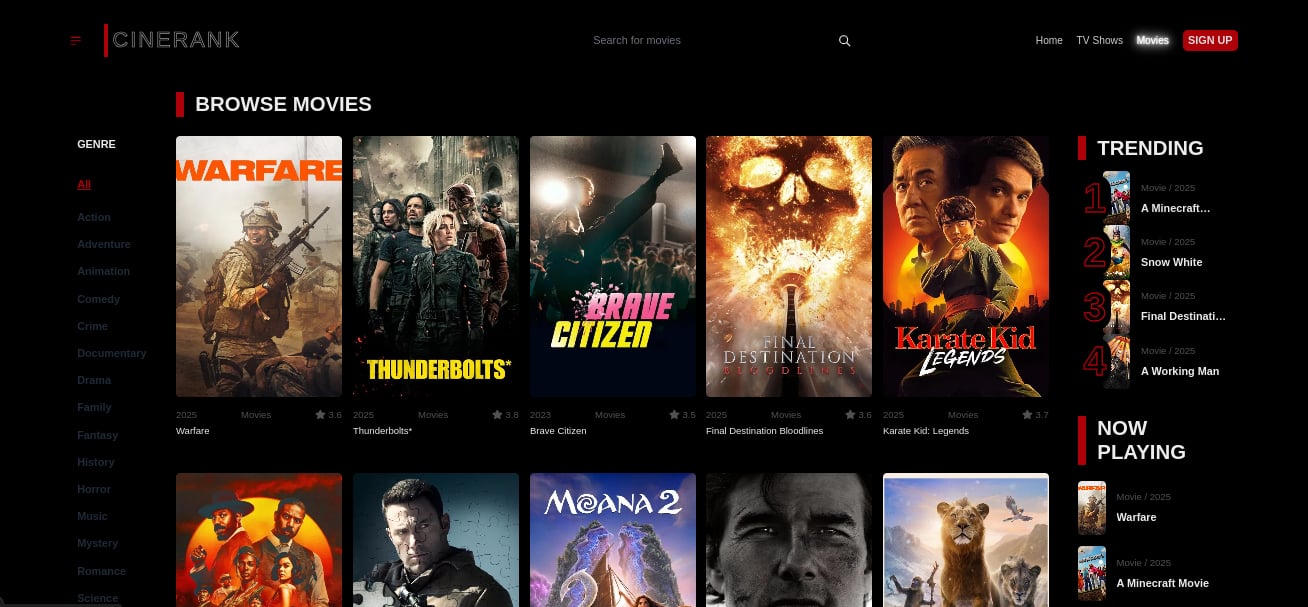 CINERANK
Search for movies
Home
TV Shows
Movies
SIGN UP
BROWSE MOVIES
GENRE
All
Action
Adventure
Animation
Comedy
Crime
Documentary
Drama
Family
Fantasy
History
Horror
Music
Mystery
Romance
Science
WARFARE
2025 Movies 3.6
Warfare
THUNDERBOLTS*
2025 Movies 3.8
Thunderbolts*
BRAVE
CITIZEN
2023 Movies 3.5
Brave Citizen
FINAL
DESTINATION
BLOODLINES
2025 Movies 3.6
Final Destination Bloodlines
Karate Kid
LEGENDS
2025 Movies 3.7
Karate Kid: Legends
MOANA 2
TRENDING
1
Movie / 2025
A Minecraft...
2
Movie / 2025
Snow White
3
Movie / 2025
Final Destinati...
4
Movie / 2025
A Working Man
NOW
PLAYING
WARFARE
Movie / 2025
Warfare
Movie / 2025
A Minecraft Movie